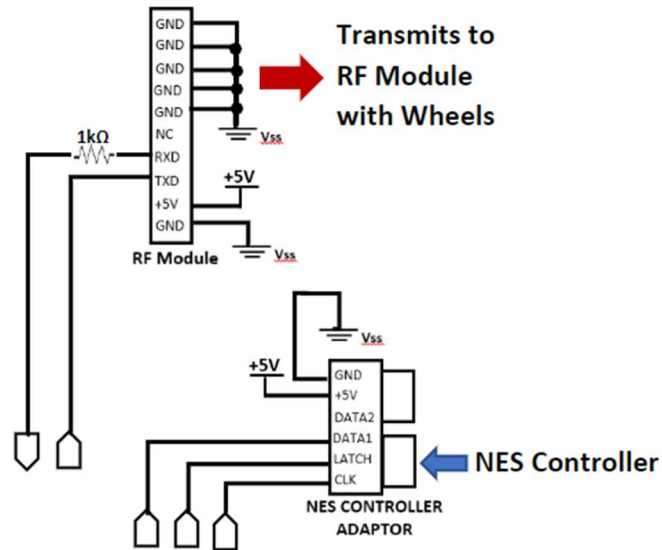 GND
GND
GND
GND
GND
NC
RXD
TXD
+5V
GND
RF Module
1kΩ
Vss
+5V
Vss
Transmits to
RF Module
with Wheels
Vss
+5V
GND
+5V
DATA2
DATA1
LATCH
CLK
NES CONTROLLER
ADAPTOR
NES Controller